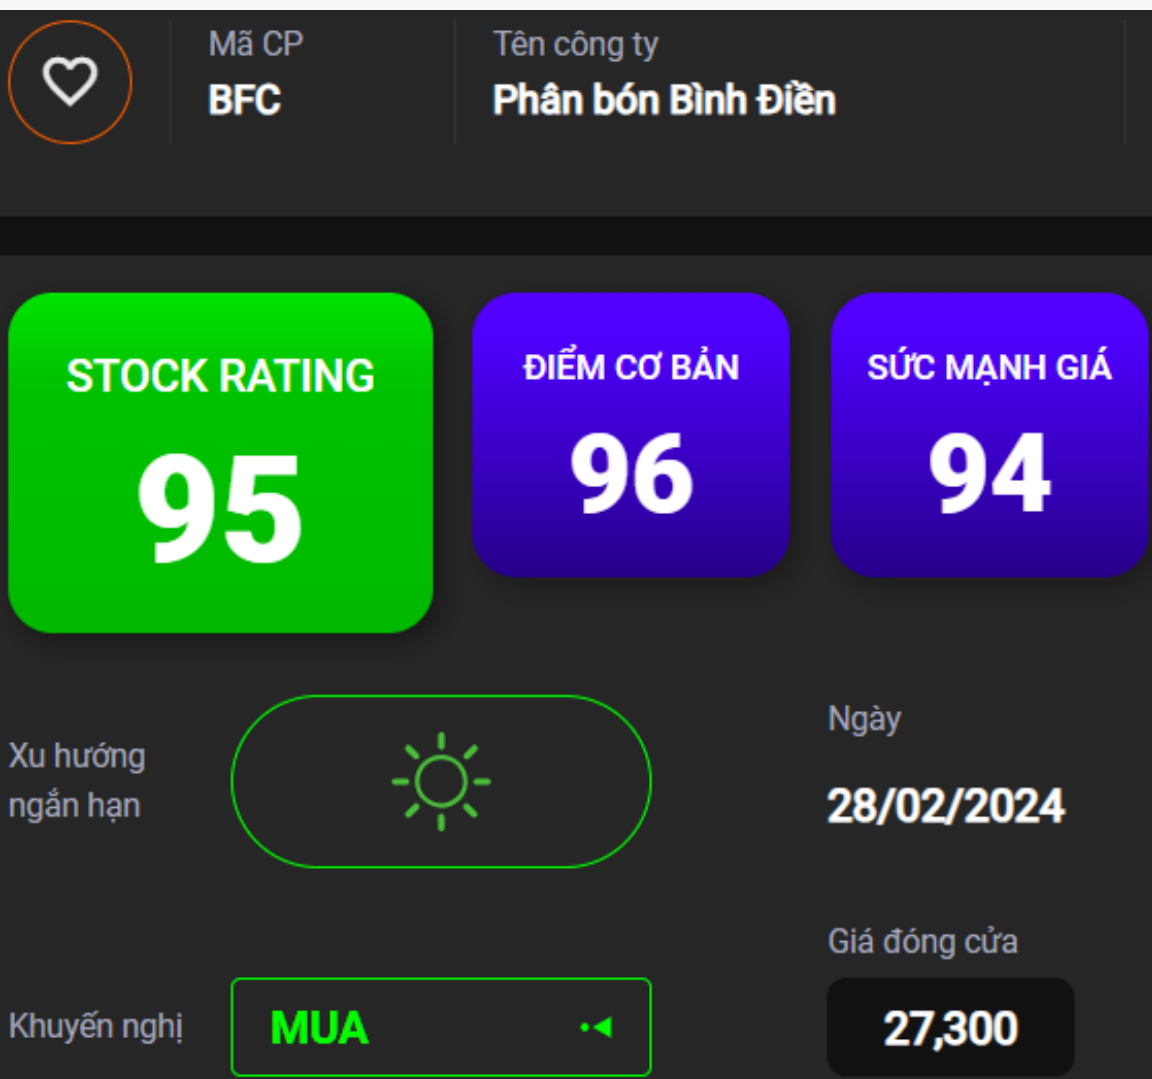 Mã CP
BFC
Tên công ty
Phân bón Bình Điền
STOCK RATING
95
ĐIỂM CƠ BẢN
96
SỨC MẠNH GIÁ
94
Xu hướng
ngắn hạn
Ngày
28/02/2024
Khuyến nghị
MUA
Giá đóng cửa
27,300